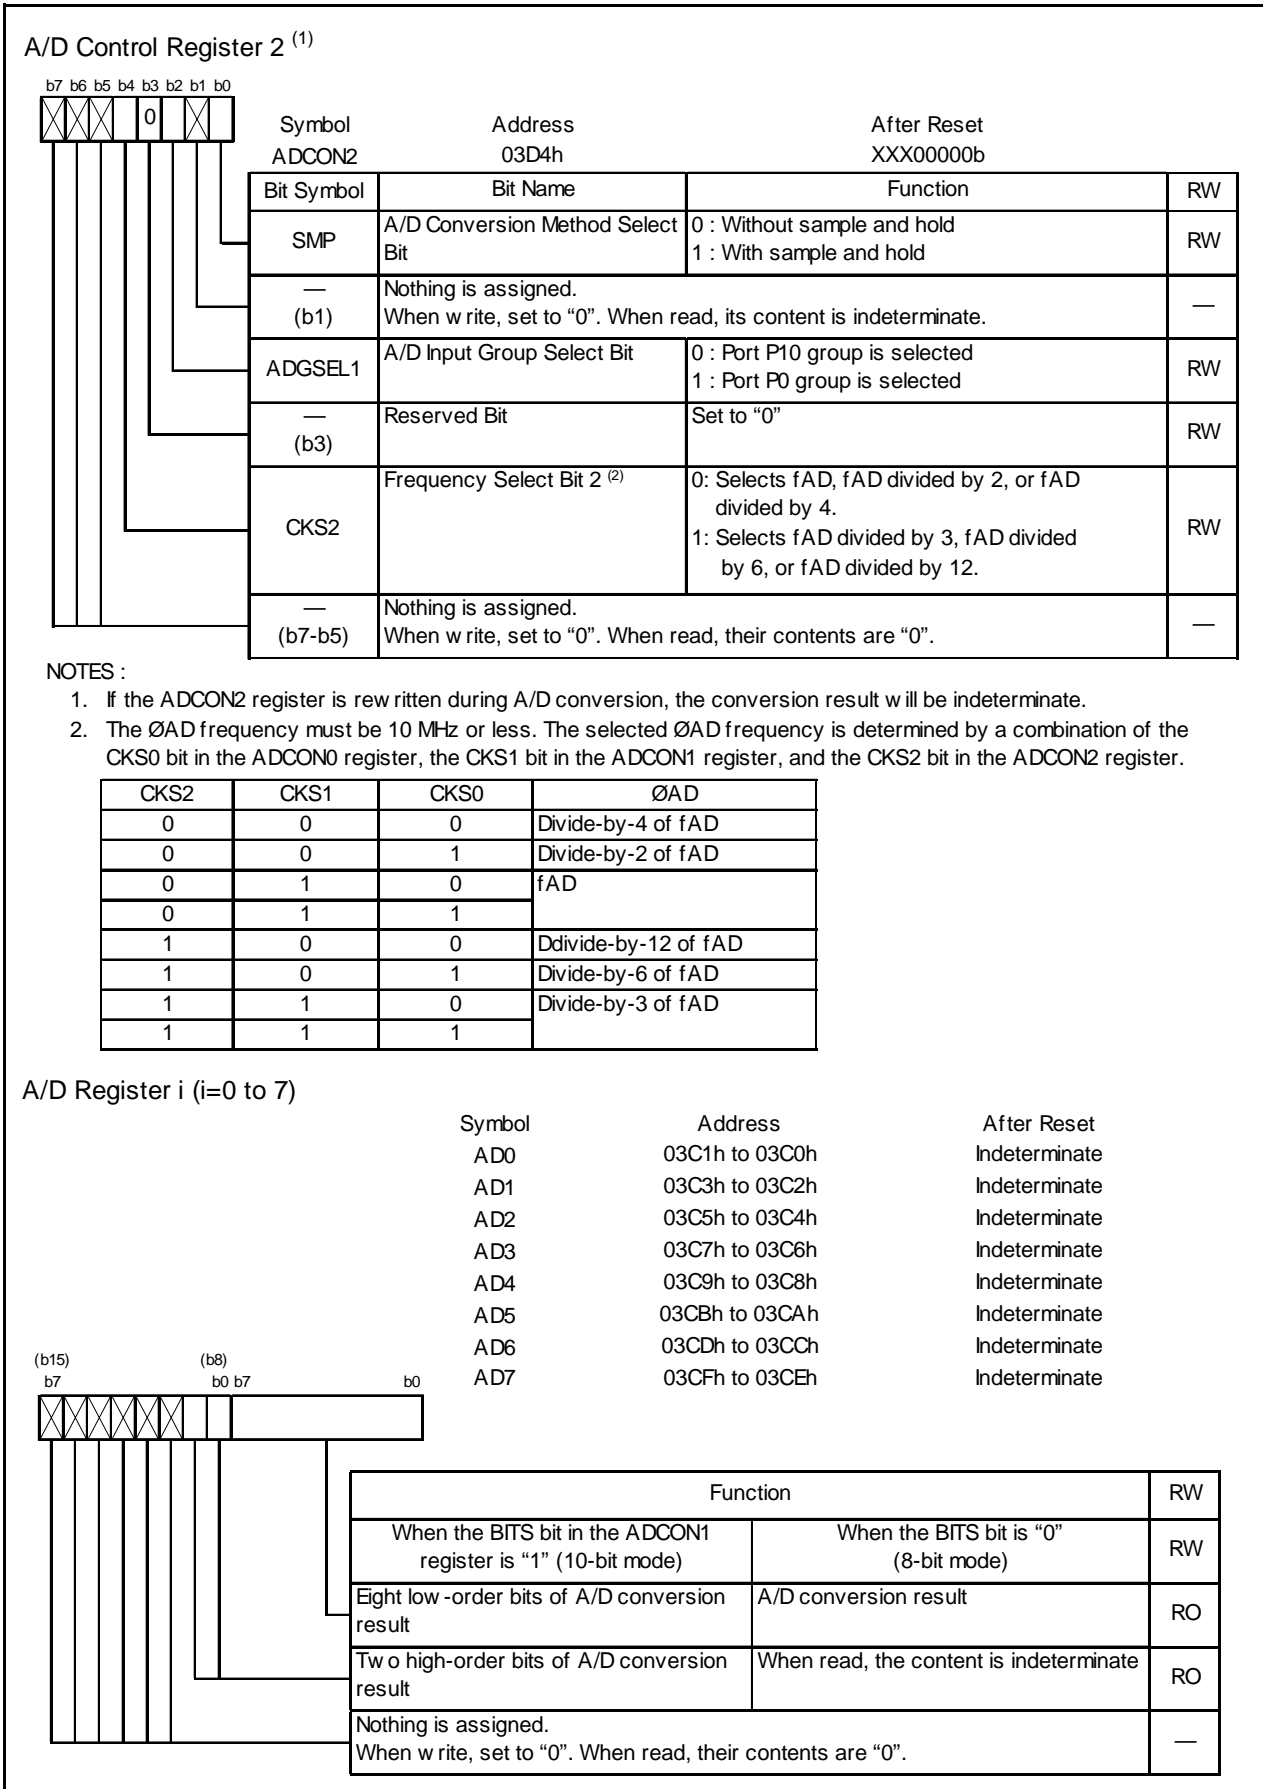 A/D Control Register 2 (1)
b7 b6 b5 b4 b3 b2 b1 b0
0
Symbol Address After Reset
ADCON2 03D4h XXX00000b
Bit Symbol Bit Name Function RW
SMP A/D Conversion Method Select Bit 0 : Without sample and hold
1 : With sample and hold RW
—
(b1) Nothing is assigned.
When write, set to “0”. When read, its content is indeterminate. —
ADGSEL1 A/D Input Group Select Bit 0 : Port P10 group is selected
1 : Port P0 group is selected RW
—
(b3) Reserved Bit Set to “0” RW
CKS2 Frequency Select Bit 2 (2) 0: Selects fAD, fAD divided by 2, or fAD
divided by 4.
1: Selects fAD divided by 3, fAD divided
by 6, or fAD divided by 12. RW
—
(b7-b5) Nothing is assigned.
When write, set to “0”. When read, their contents are “0”. —
NOTES :
1. If the ADCON2 register is rewritten during A/D conversion, the conversion result will be indeterminate.
2. The ØAD frequency must be 10 MHz or less. The selected ØAD frequency is determined by a combination of the
CKS0 bit in the ADCON0 register, the CKS1 bit in the ADCON1 register, and the CKS2 bit in the ADCON2 register.
CKS2 CKS1 CKS0 ØAD
0 0 0 Divide-by-4 of fAD
0 0 1 Divide-by-2 of fAD
0 1 0 fAD
0 1 1
1 0 0 Ddivide-by-12 of fAD
1 0 1 Divide-by-6 of fAD
1 1 0 Divide-by-3 of fAD
1 1 1
A/D Register i (i=0 to 7)
Symbol Address After Reset
AD0 03C1h to 03C0h Indeterminate
AD1 03C3h to 03C2h Indeterminate
AD2 03C5h to 03C4h Indeterminate
AD3 03C7h to 03C6h Indeterminate
AD4 03C9h to 03C8h Indeterminate
AD5 03CBh to 03CAh Indeterminate
AD6 03CDh to 03CCh Indeterminate
AD7 03CFh to 03CEh Indeterminate
(b15) (b8)
b7 b0 b7 b0
Function RW
When the BITS bit in the ADCON1
register is “1” (10-bit mode) When the BITS bit is “0”
(8-bit mode) RW
Eight low-order bits of A/D conversion
result A/D conversion result RO
Two high-order bits of A/D conversion
result When read, the content is indeterminate RO
Nothing is assigned.
When write, set to “0”. When read, their contents are “0”. —